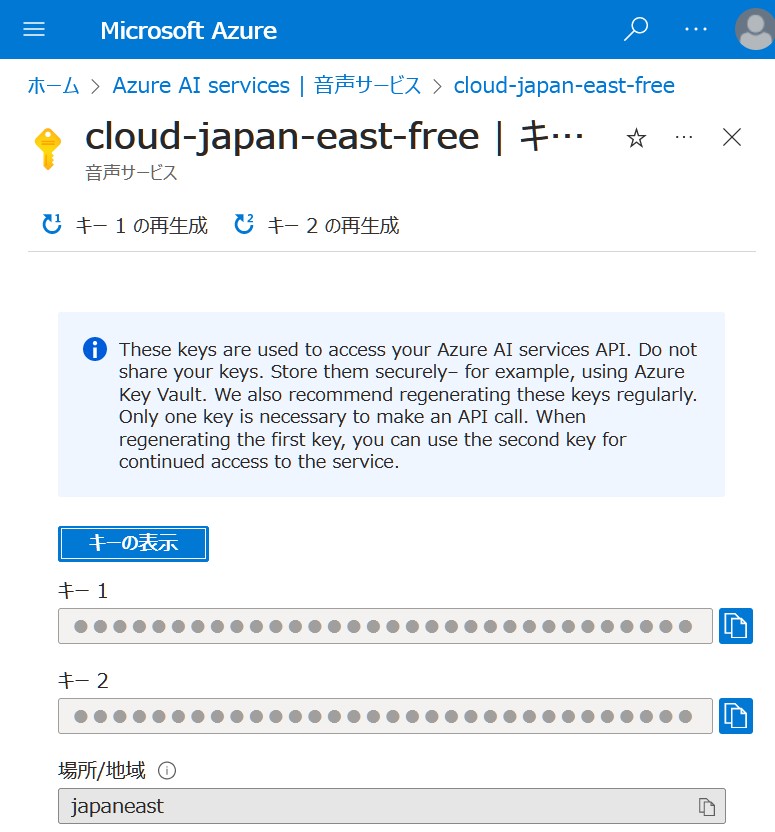 Microsoft Azure
ホーム > Azure AI services | 音声サービス > cloud-japan-east-free
cloud-japan-east-free | キ…
音声サービス
キー 1 の再生成 キー 2 の再生成
These keys are used to access your Azure AI services API. Do not
share your keys. Store them securely– for example, using Azure
Key Vault. We also recommend regenerating these keys regularly.
Only one key is necessary to make an API call. When
regenerating the first key, you can use the second key for
continued access to the service.
キーの表示
キー 1
キー 2
場所/地域
japaneast